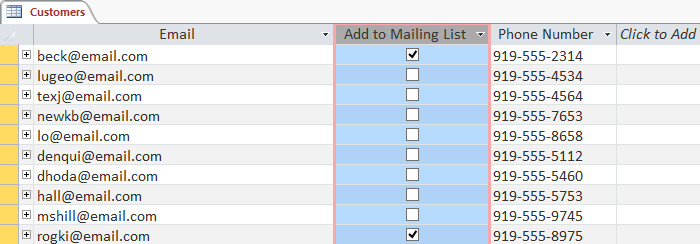 Customers
Email Add to Mailing List Phone Number Click to Add
beck@email.com 919-555-2314
lugeo@email.com 919-555-4534
texj@email.com 919-555-4564
newkb@email.com 919-555-7653
lo@email.com 919-555-8658
denqui@email.com 919-555-5112
dhoda@email.com 919-555-5460
hall@email.com 919-555-5753
mshill@email.com 919-555-9745
rogki@email.com 919-555-8975